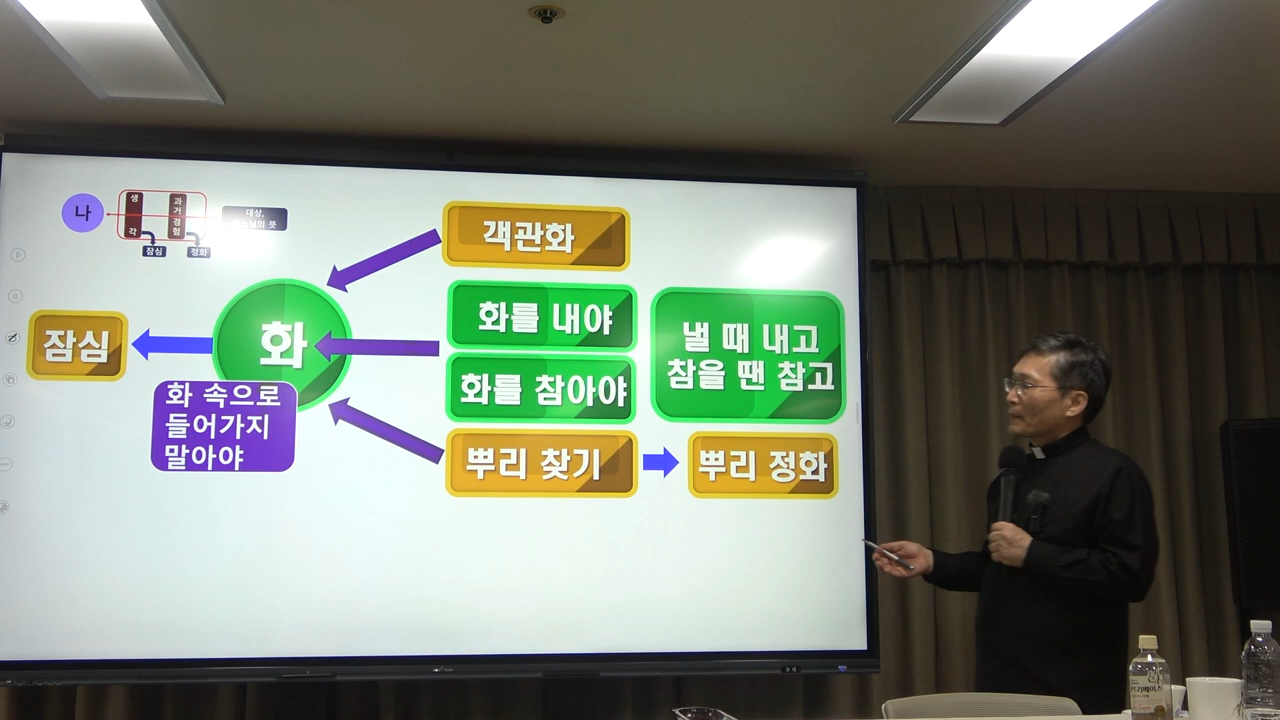 나
생각
과거경험
대상,
뜻
잠심
정화
객관화
화를 내야
낼 때 내고
참을 땐 참고
화
잠심
화를 참아야
화 속으로
들어가지
말아야
뿌리 찾기
뿌리 정화